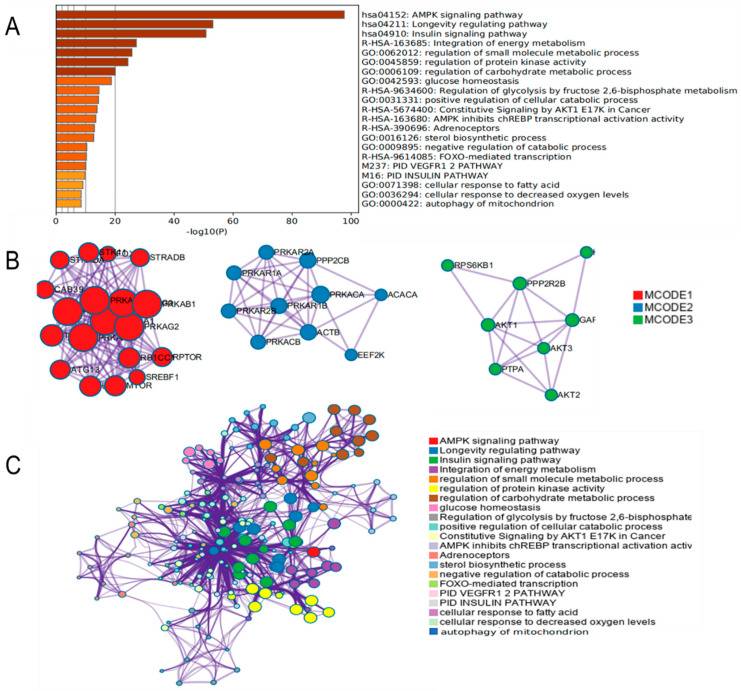 A
hsa04152: AMPK signaling pathway
hsa04211: Longevity regulating pathway
hsa04910: Insulin signaling pathway
R-HSA-163685: Integration of energy metabolism
GO:0062012: regulation of small molecule metabolic process
GO:0045859: regulation of protein kinase activity
GO:0006109: regulation of carbohydrate metabolic process
GO:0042593: glucose homeostasis
R-HSA-9634600: Regulation of glycolysis by fructose 2,6-bisphosphate metabolism
GO:0031331: positive regulation of cellular catabolic process
R-HSA-5674400: Constitutive Signaling by AKT1 E17K in Cancer
R-HSA-163680: AMPK inhibits chREBP transcriptional activation activity
R-HSA-390696: Adrenoceptors
GO:0016126: sterol biosynthetic process
GO:0009895: negative regulation of catabolic process
R-HSA-9614085: FOXO-mediated transcription
M237: PID VEGFR1 2 PATHWAY
M16: PID INSULIN PATHWAY
GO:0071398: cellular response to fatty acid
GO:0036294: cellular response to decreased oxygen levels
GO:0000422: autophagy of mitochondrion
0 20 40 60 80 100
-log10(P)
B
STK11
STRADB
CAB39
PRKAB1
PRKAG2
RB1CC1
RPTOR
ATG13
SREBF1
MTOR
PRKAR2A
PPP2CB
PRKAR1A
PRKACA
ACACA
PRKAR1B
PRKAR2B
ACTB
PRKACB
EEF2K
RPS6KB1
PPP2R2B
GAP
AKT1
AKT3
PTPA
AKT2
MCODE1
MCODE2
MCODE3
C
AMPK signaling pathway
Longevity regulating pathway
Insulin signaling pathway
Integration of energy metabolism
regulation of small molecule metabolic process
regulation of protein kinase activity
regulation of carbohydrate metabolic process
glucose homeostasis
Regulation of glycolysis by fructose 2,6-bisphosphate
positive regulation of cellular catabolic process
Constitutive Signaling by AKT1 E17K in Cancer
AMPK inhibits chREBP transcriptional activation activ
Adrenoceptors
sterol biosynthetic process
negative regulation of catabolic process
FOXO-mediated transcription
PID VEGFR1 2 PATHWAY
PID INSULIN PATHWAY
cellular response to fatty acid
cellular response to decreased oxygen levels
autophagy of mitochondrion